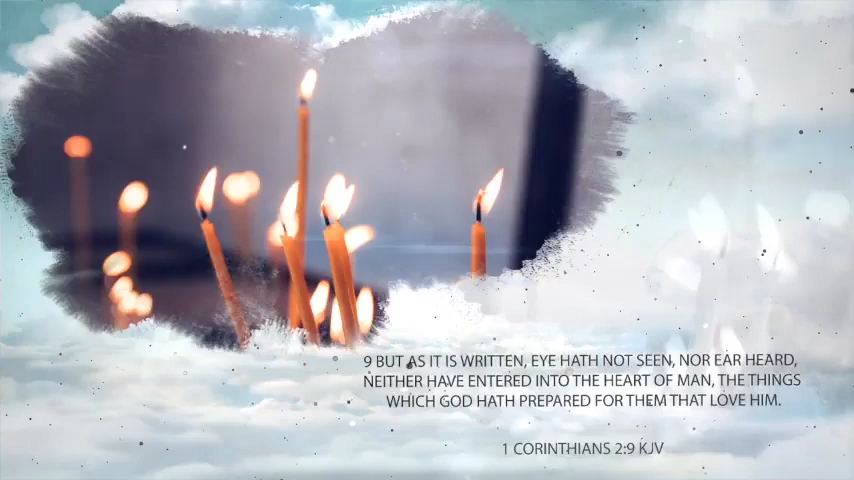 9 BUT AS IT IS WRITTEN, EYE HATH NOT SEEN, NOR EAR HEARD,
NEITHER HAVE ENTERED INTO THE HEART OF MAN, THE THINGS
WHICH GOD HATH PREPARED FOR THEM THAT LOVE HIM.
1 CORINTHIANS 2:9 KJV